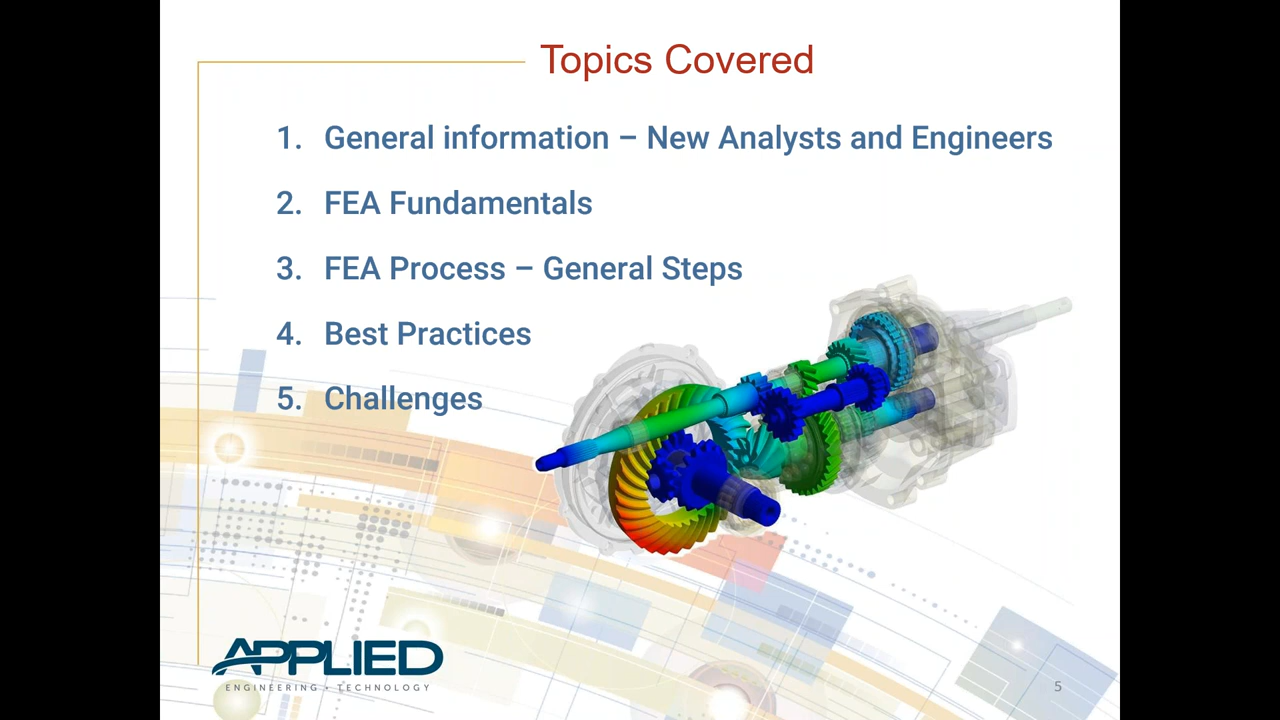 Topics Covered
1. General information – New Analysts and Engineers
2. FEA Fundamentals
3. FEA Process – General Steps
4. Best Practices
5. Challenges
APPLIED
ENGINEERING • TECHNOLOGY
5